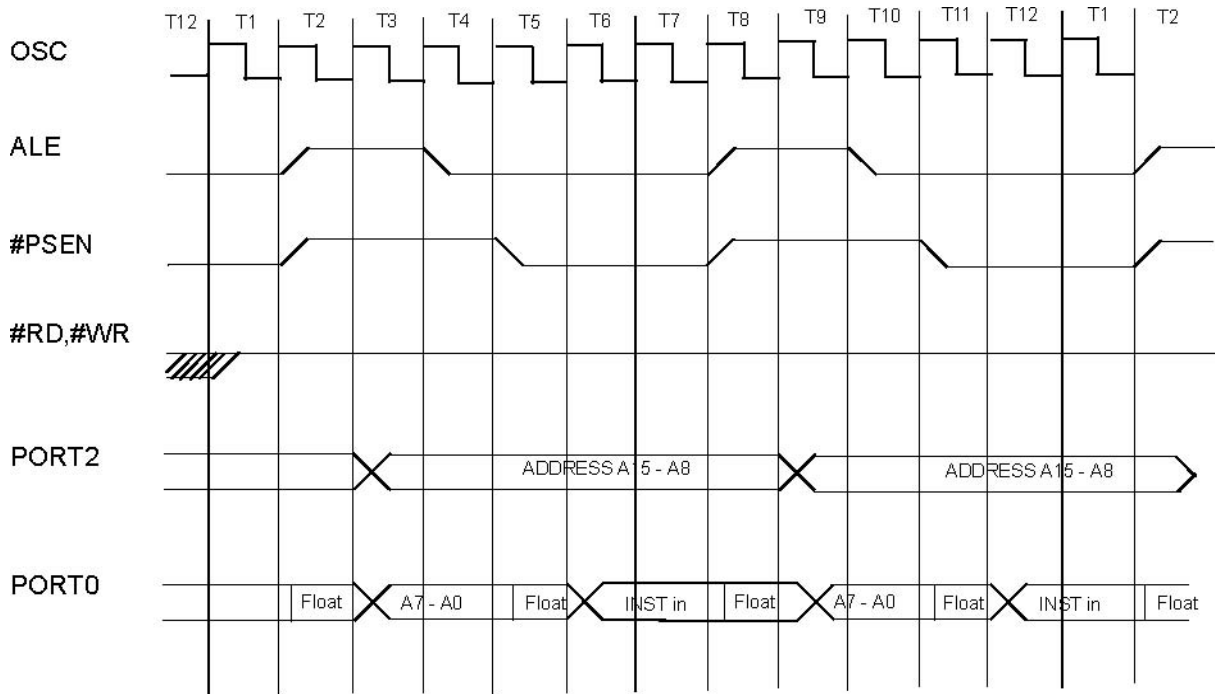 T12 T1 T2 T3 T4 T5 T6 T7 T8 T9 T10 T11 T12 T1 T2
OSC
ALE
#PSEN
#RD,#WR
PORT2 ADDRESS A15 - A8 ADDRESS A15 - A8
PORT0 Float A7 - A0 Float INST in Float A7 - A0 Float INST in Float